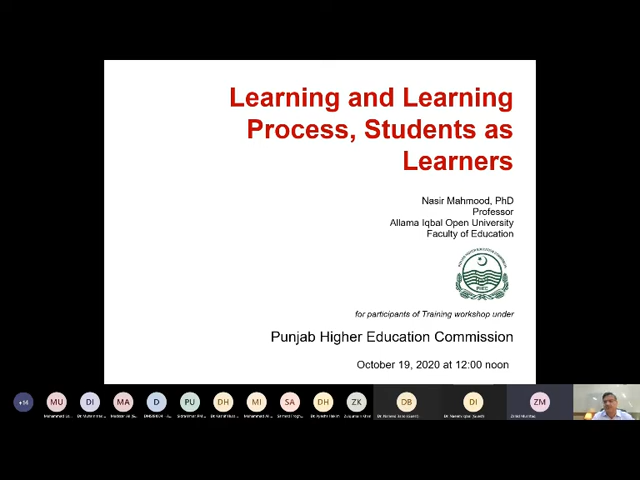 Learning and Learning
Process, Students as
Learners
Nasir Mahmood, PhD
Professor
Allama Iqbal Open University
Faculty of Education
PHEC
for participants of Training workshop under
Punjab Higher Education Commission
October 19, 2020 at 12:00 noon
MU
DI
MA
D
PU
DH
MI
SA
DH
ZK
DB
DI
ZM